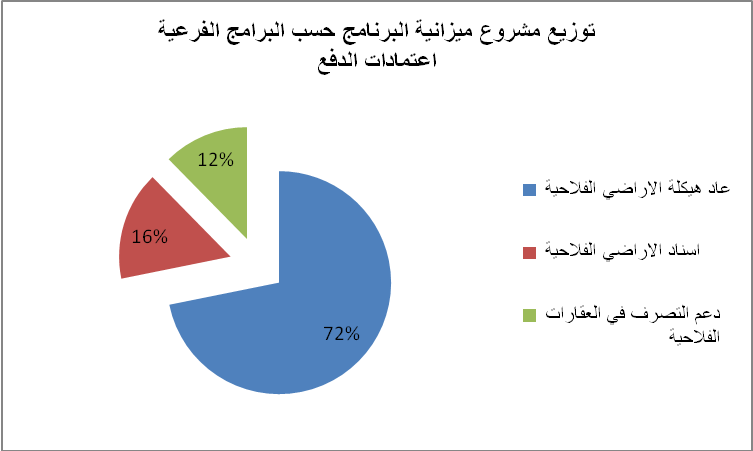 توزيع مشروع ميزانية البرنامج حسب البرامج الفرعية
اعتمادات الدفع
12%
16%
72%
عاد هيكلة الاراضي الفلاحية
اسناد الاراضي الفلاحية
دعم التصرف في العقارات
الفلاحية